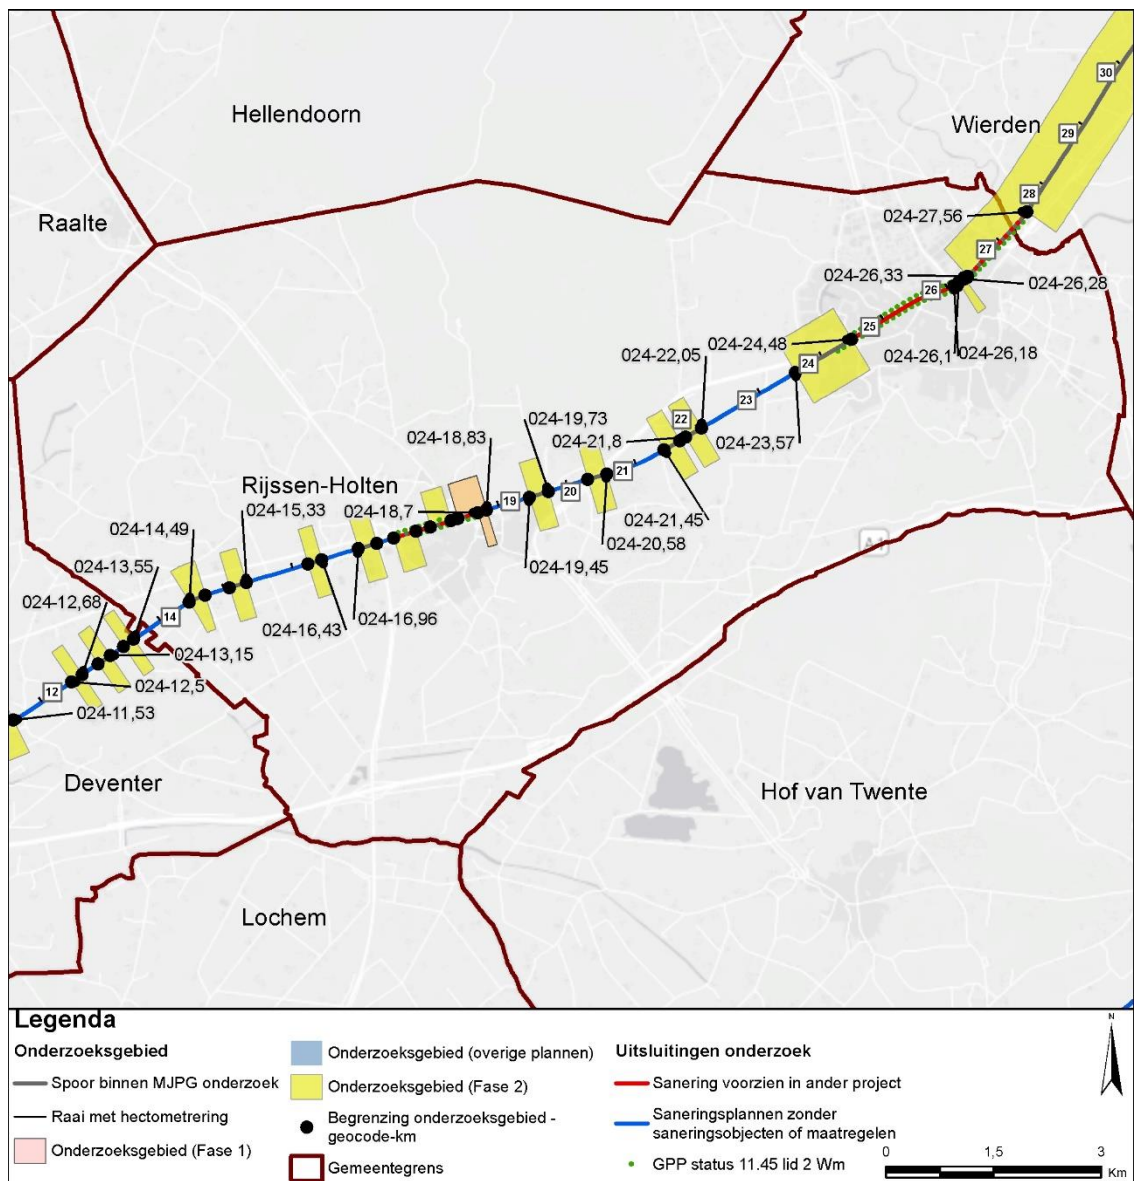 30
Hellendoorn
Wierden
29
28
024-27,56
Raalte
27
024-26,33
024-26,28
26
25
024-22,05
024-24,48
024-26,1
024-26,18
24
23
024-19,73
22
024-18,83
024-21,8
024-23,57
21
Rijssen-Holten
20
19
024-18,7
024-15,33
024-14,49
024-21,45
024-20,58
A1
024-13,55
024-19,45
024-12,68
14
024-16,43
024-16,96
024-13,15
024-12,5
12
024-11,53
Deventer
Hof van Twente
Lochem
Legenda
Onderzoeksgebied
Spoor binnen MJPG onderzoek
Raai met hectometrering
Onderzoeksgebied (Fase 1)
Onderzoeksgebied (overige plannen)
Onderzoeksgebied (Fase 2)
Begrenzing onderzoeksgebied -
geocode-km
Gemeentegrens
Uitsluitingen onderzoek
Sanering voorzien in ander project
Saneringsplannen zonder
saneringsobjecten of maatregelen
GPP status 11.45 lid 2 Wm
N
0 1,5 3
Km